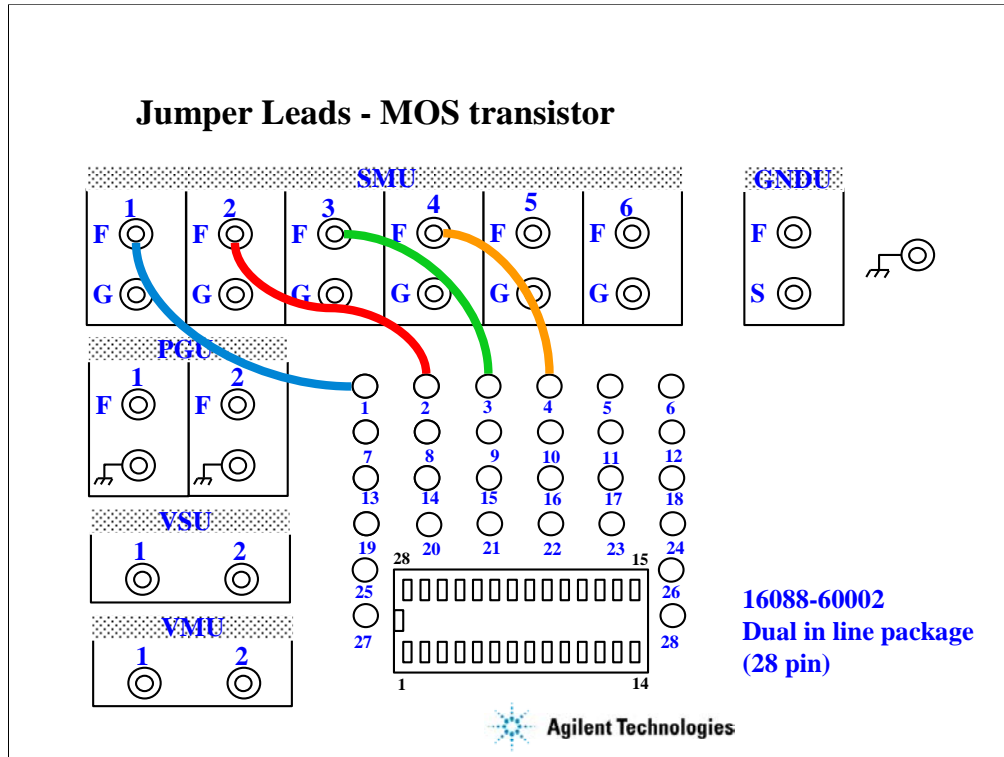 Jumper Leads - MOS transistor
SMU
GNDU
1 2 3 4 5 6
F F F F F F F
G G G G G G S
PGU
1 2
F F
1 2 3 4 5 6
7 8 9 10 11 12
13 14 15 16 17 18
VSU
1 2
19 20 21 22 23 24
28 15
25 26
27 28
1 14
VMU
1 2
16088-60002
Dual in line package
(28 pin)
Agilent Technologies